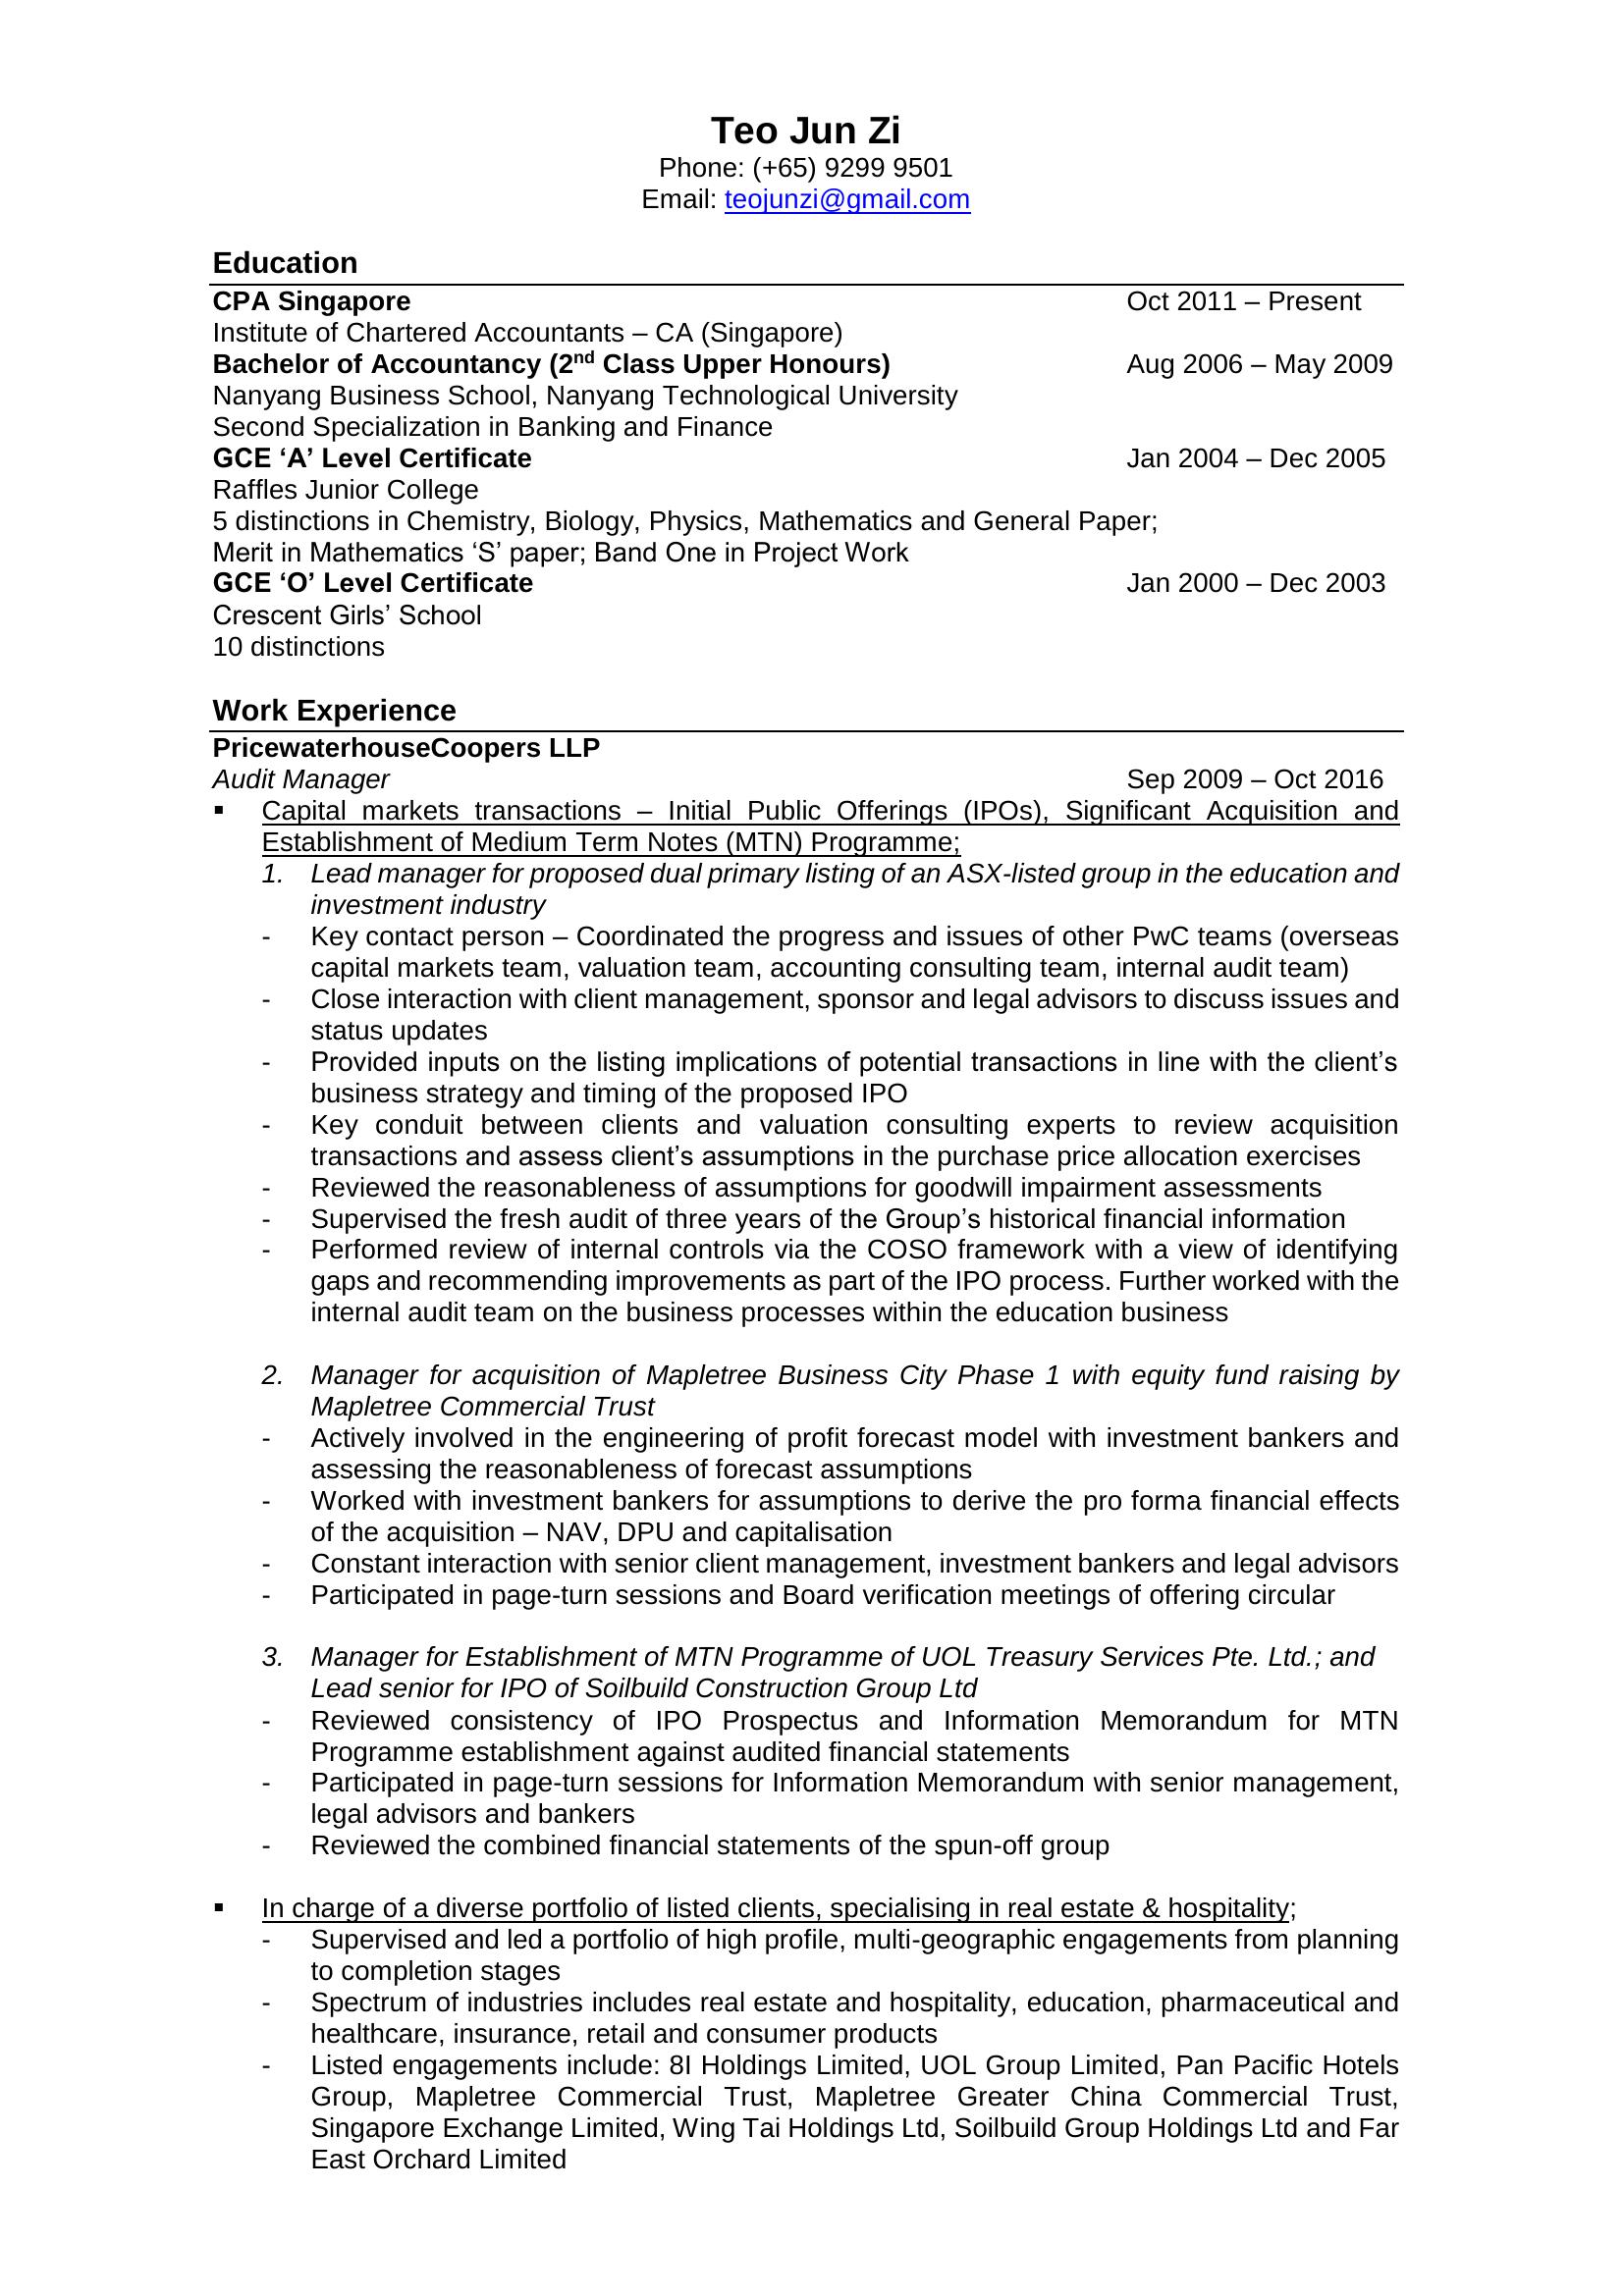 Teo Jun Zi
Phone: (+65) 9299 9501
Email: teojunzi@gmail.com
Education
CPA Singapore Oct 2011 – Present
Institute of Chartered Accountants – CA (Singapore)
Bachelor of Accountancy (2nd Class Upper Honours) Aug 2006 – May 2009
Nanyang Business School, Nanyang Technological University
Second Specialization in Banking and Finance
GCE ‘A’ Level Certificate Jan 2004 – Dec 2005
Raffles Junior College
5 distinctions in Chemistry, Biology, Physics, Mathematics and General Paper;
Merit in Mathematics ‘S’ paper; Band One in Project Work
GCE ‘O’ Level Certificate Jan 2000 – Dec 2003
Crescent Girls’ School
10 distinctions
Work Experience
PricewaterhouseCoopers LLP
Audit Manager Sep 2009 – Oct 2016
▪ Capital markets transactions – Initial Public Offerings (IPOs), Significant Acquisition and
Establishment of Medium Term Notes (MTN) Programme;
1. Lead manager for proposed dual primary listing of an ASX-listed group in the education and
investment industry
- Key contact person – Coordinated the progress and issues of other PwC teams (overseas
capital markets team, valuation team, accounting consulting team, internal audit team)
- Close interaction with client management, sponsor and legal advisors to discuss issues and
status updates
- Provided inputs on the listing implications of potential transactions in line with the client’s
business strategy and timing of the proposed IPO
- Key conduit between clients and valuation consulting experts to review acquisition
transactions and assess client’s assumptions in the purchase price allocation exercises
- Reviewed the reasonableness of assumptions for goodwill impairment assessments
- Supervised the fresh audit of three years of the Group’s historical financial information
- Performed review of internal controls via the COSO framework with a view of identifying
gaps and recommending improvements as part of the IPO process. Further worked with the
internal audit team on the business processes within the education business
2. Manager for acquisition of Mapletree Business City Phase 1 with equity fund raising by
Mapletree Commercial Trust
- Actively involved in the engineering of profit forecast model with investment bankers and
assessing the reasonableness of forecast assumptions
- Worked with investment bankers for assumptions to derive the pro forma financial effects
of the acquisition – NAV, DPU and capitalisation
- Constant interaction with senior client management, investment bankers and legal advisors
- Participated in page-turn sessions and Board verification meetings of offering circular
3. Manager for Establishment of MTN Programme of UOL Treasury Services Pte. Ltd.; and
Lead senior for IPO of Soilbuild Construction Group Ltd
- Reviewed consistency of IPO Prospectus and Information Memorandum for MTN
Programme establishment against audited financial statements
- Participated in page-turn sessions for Information Memorandum with senior management,
legal advisors and bankers
- Reviewed the combined financial statements of the spun-off group
▪ In charge of a diverse portfolio of listed clients, specialising in real estate & hospitality;
- Supervised and led a portfolio of high profile, multi-geographic engagements from planning
to completion stages
- Spectrum of industries includes real estate and hospitality, education, pharmaceutical and
healthcare, insurance, retail and consumer products
- Listed engagements include: 8I Holdings Limited, UOL Group Limited, Pan Pacific Hotels
Group, Mapletree Commercial Trust, Mapletree Greater China Commercial Trust,
Singapore Exchange Limited, Wing Tai Holdings Ltd, Soilbuild Group Holdings Ltd and Far
East Orchard Limited